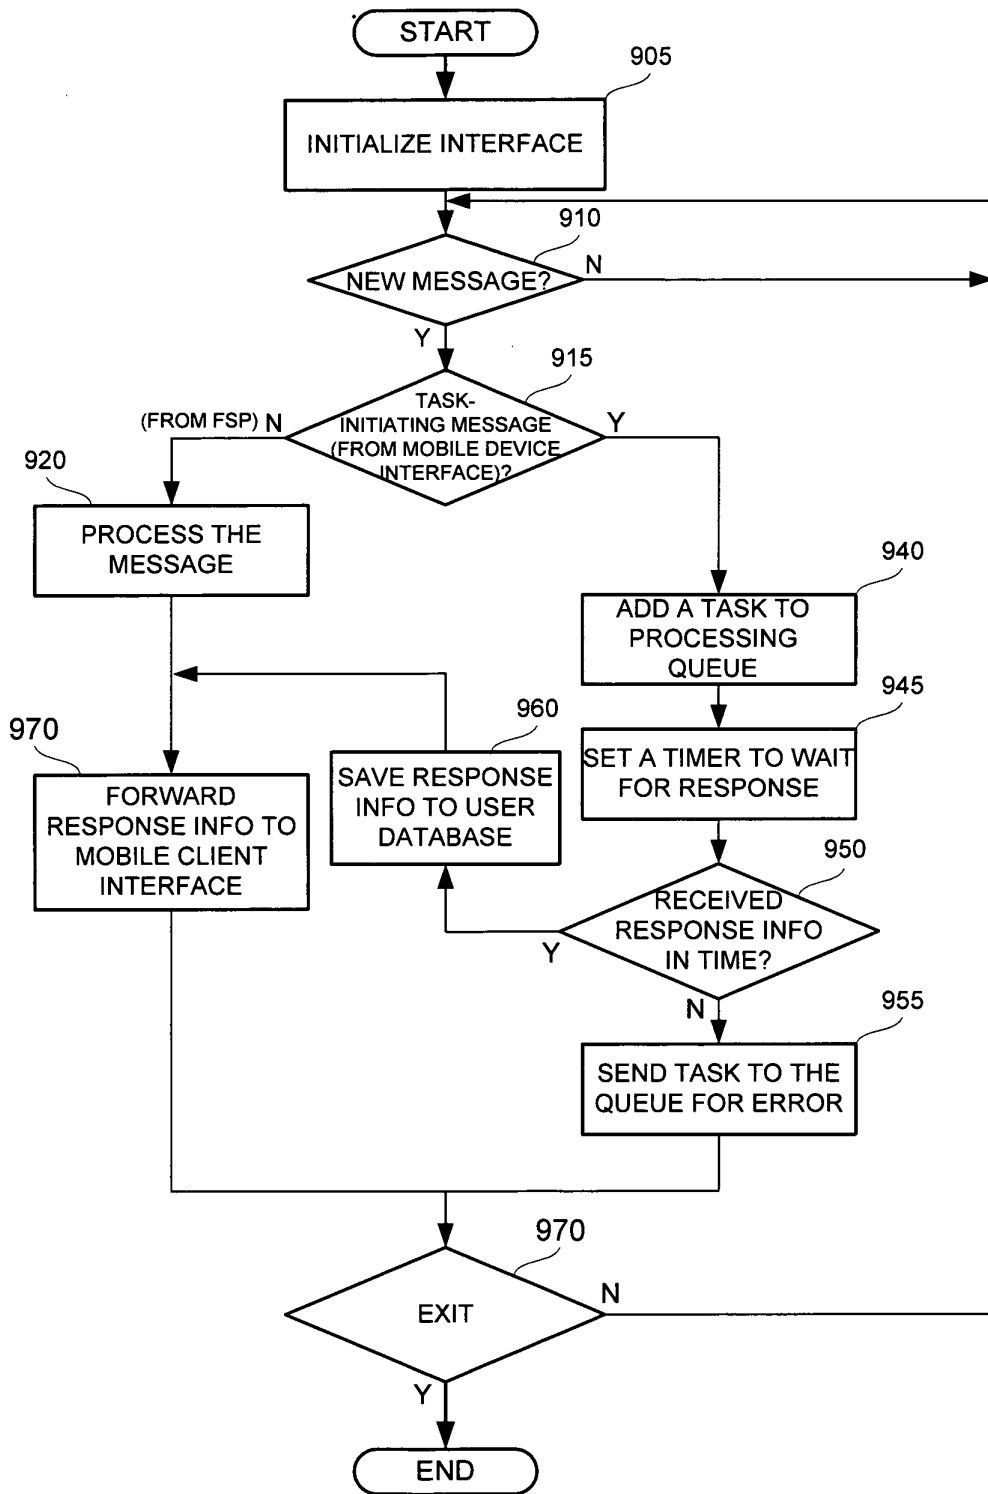 START
905
INITIALIZE INTERFACE
910
NEW MESSAGE?
N
Y
915
TASK-
INITIATING MESSAGE
(FROM MOBILE DEVICE
INTERFACE)?
(FROM FSP) N
Y
920
PROCESS THE
MESSAGE
940
ADD A TASK TO
PROCESSING
QUEUE
945
SET A TIMER TO WAIT
FOR RESPONSE
960
SAVE RESPONSE
INFO TO USER
DATABASE
970
FORWARD
RESPONSE INFO TO
MOBILE CLIENT
INTERFACE
950
RECEIVED
RESPONSE INFO
IN TIME?
Y
N
955
SEND TASK TO THE
QUEUE FOR ERROR
970
EXIT
N
Y
END